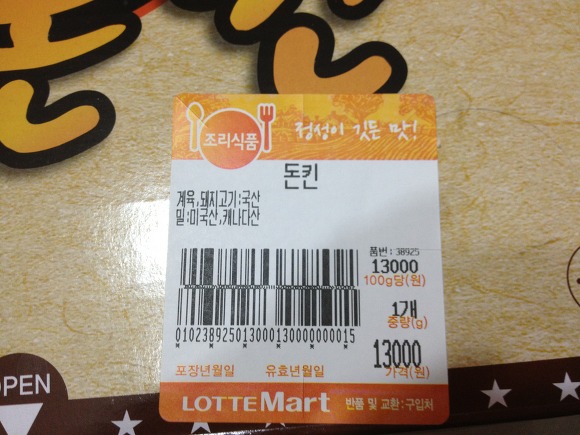 돈킨
조리식품
정성이 깃든 맛!
돈킨
계육,돼지고기:국산
밀:미국산,캐나다산
품번: 38925
13000
100g당(원)
1개
중량(g)
0102389250130001300000000015
13000
가격(원)
포장년월일 유효년월일
LOTTE Mart 반품 및 교환:구입처
OPEN